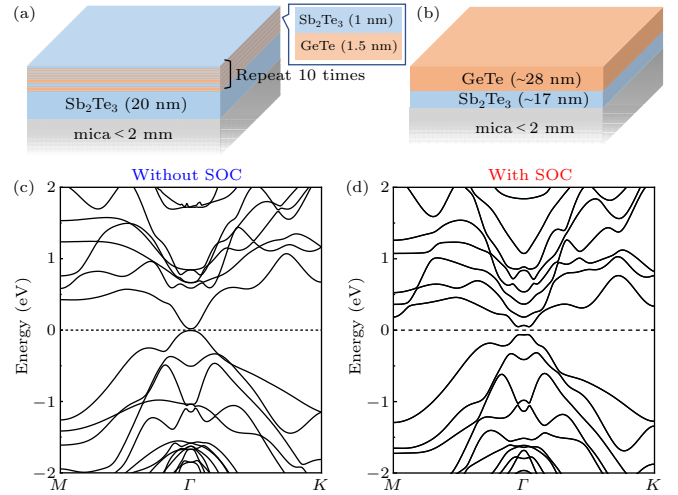 (a)
Sb₂Te₃ (1 nm)
GeTe (1.5 nm)
Repeat 10 times
Sb₂Te₃ (20 nm)
mica < 2 mm
(b)
GeTe (~28 nm)
Sb₂Te₃ (~17 nm)
mica < 2 mm
(c)
Without SOC
Energy (eV)
2
1
0
−1
−2
M
Γ
K
(d)
With SOC
Energy (eV)
2
1
0
−1
−2
M
Γ
K